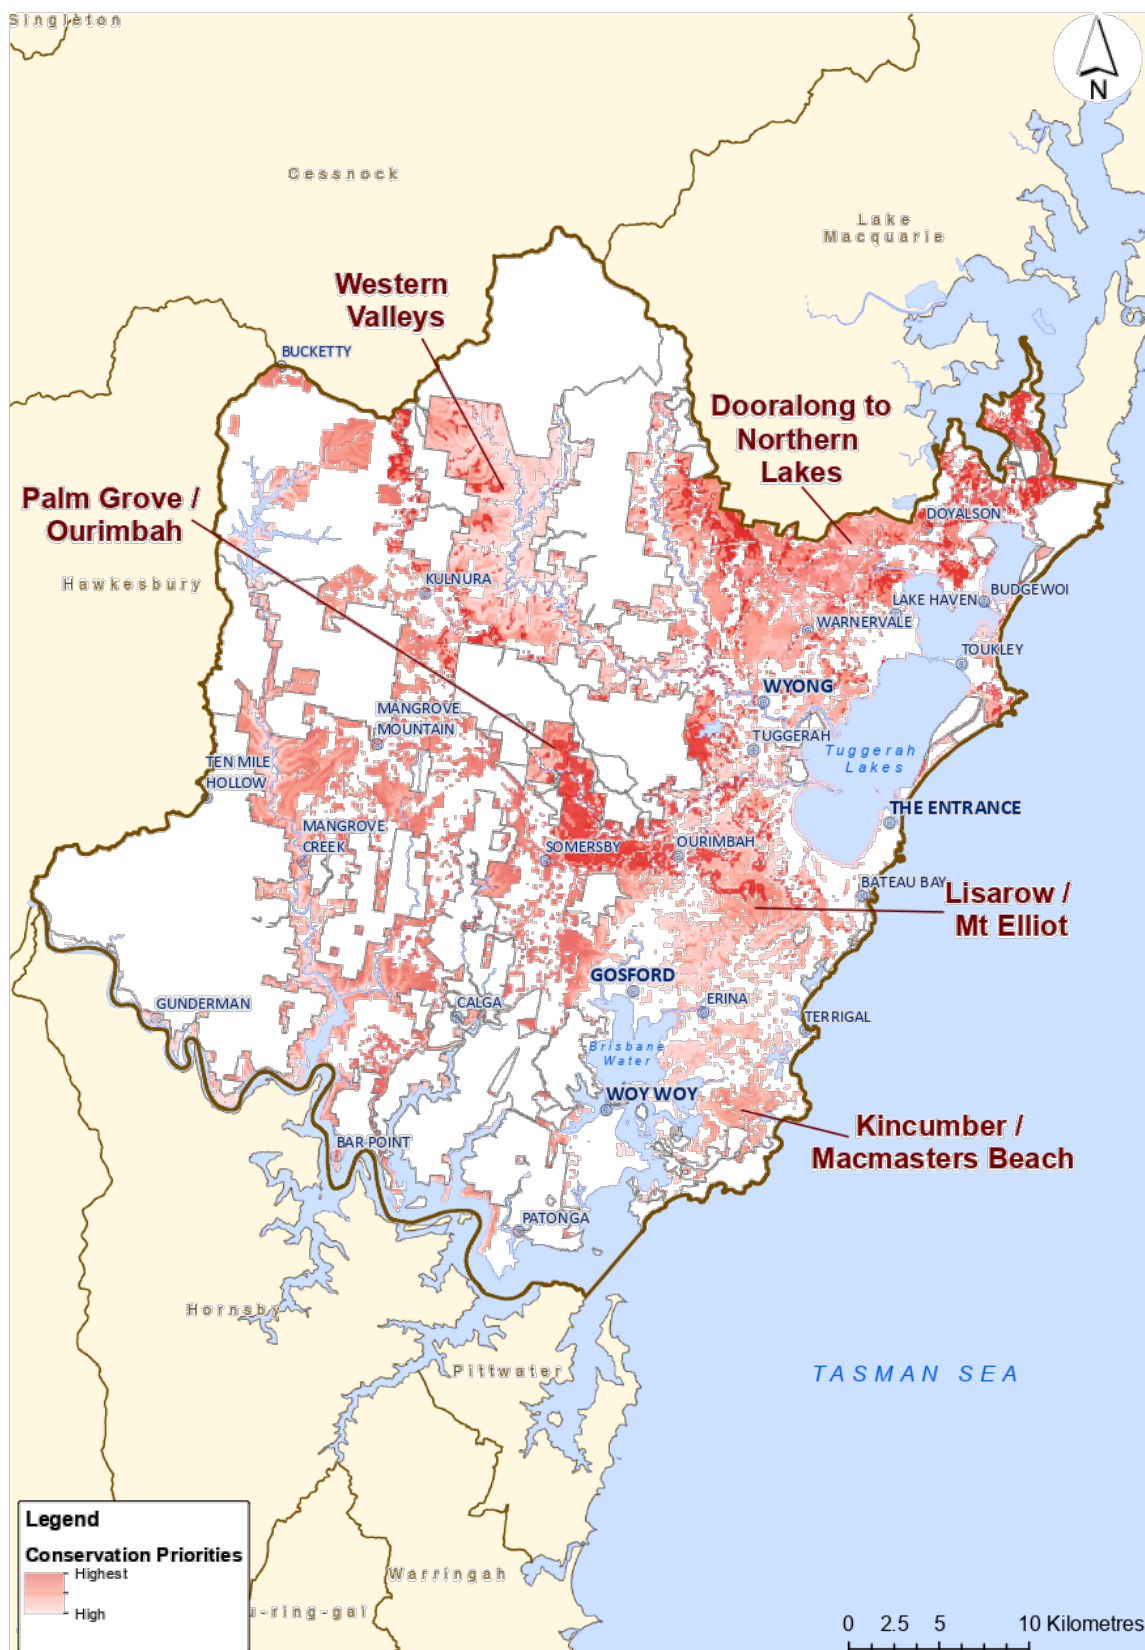 Singleton
N
Cessnock
Lake
Macquarie
Western
Valleys
BUCKETTY
Dooralong to
Northern
Lakes
Palm Grove /
Ourimbah
DOYALSON
Hawkesbury
KULNURA
LAKE HAVEN
BUDGEWOI
WARNERVALE
TOUKLEY
WYONG
MANGROVE
MOUNTAIN
TUGGERAH
Tuggerah
Lakes
TEN MILE
HOLLOW
THE ENTRANCE
MANGROVE
CREEK
SOMERSBY
OURIMBAH
BATEAU BAY
Lisarow /
Mt Elliot
GOSFORD
GUNDERMAN
CALGA
ERINA
TERRIGAL
Brisbane
Water
WOY WOY
Kincumber /
Macmasters Beach
BAR POINT
PATONGA
Hornsby
Pittwater
TASMAN SEA
Legend
Conservation Priorities
Highest
High
Warringah
u-ring-gai
0 2.5 5 10 Kilometres